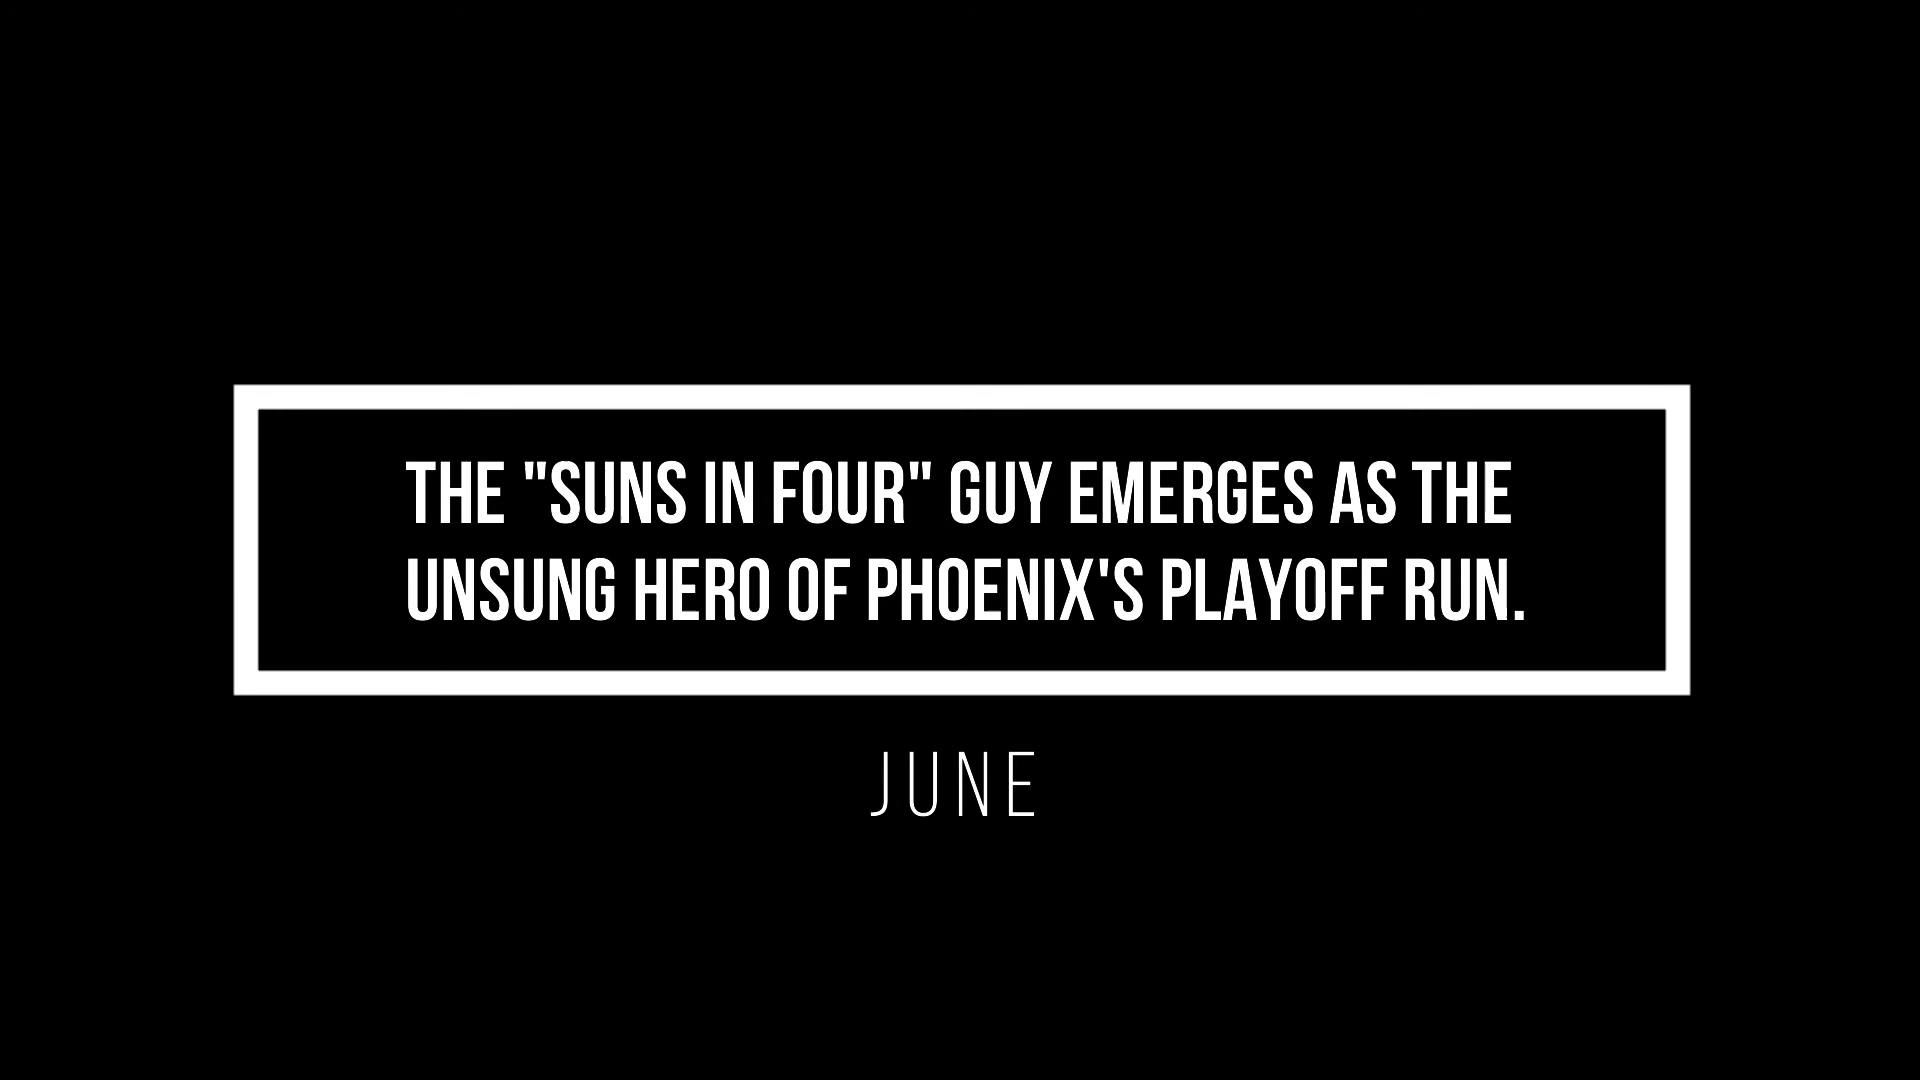 THE "SUNS IN FOUR" GUY EMERGES AS THE
UNSUNG HERO OF PHOENIX'S PLAYOFF RUN.
JUNE